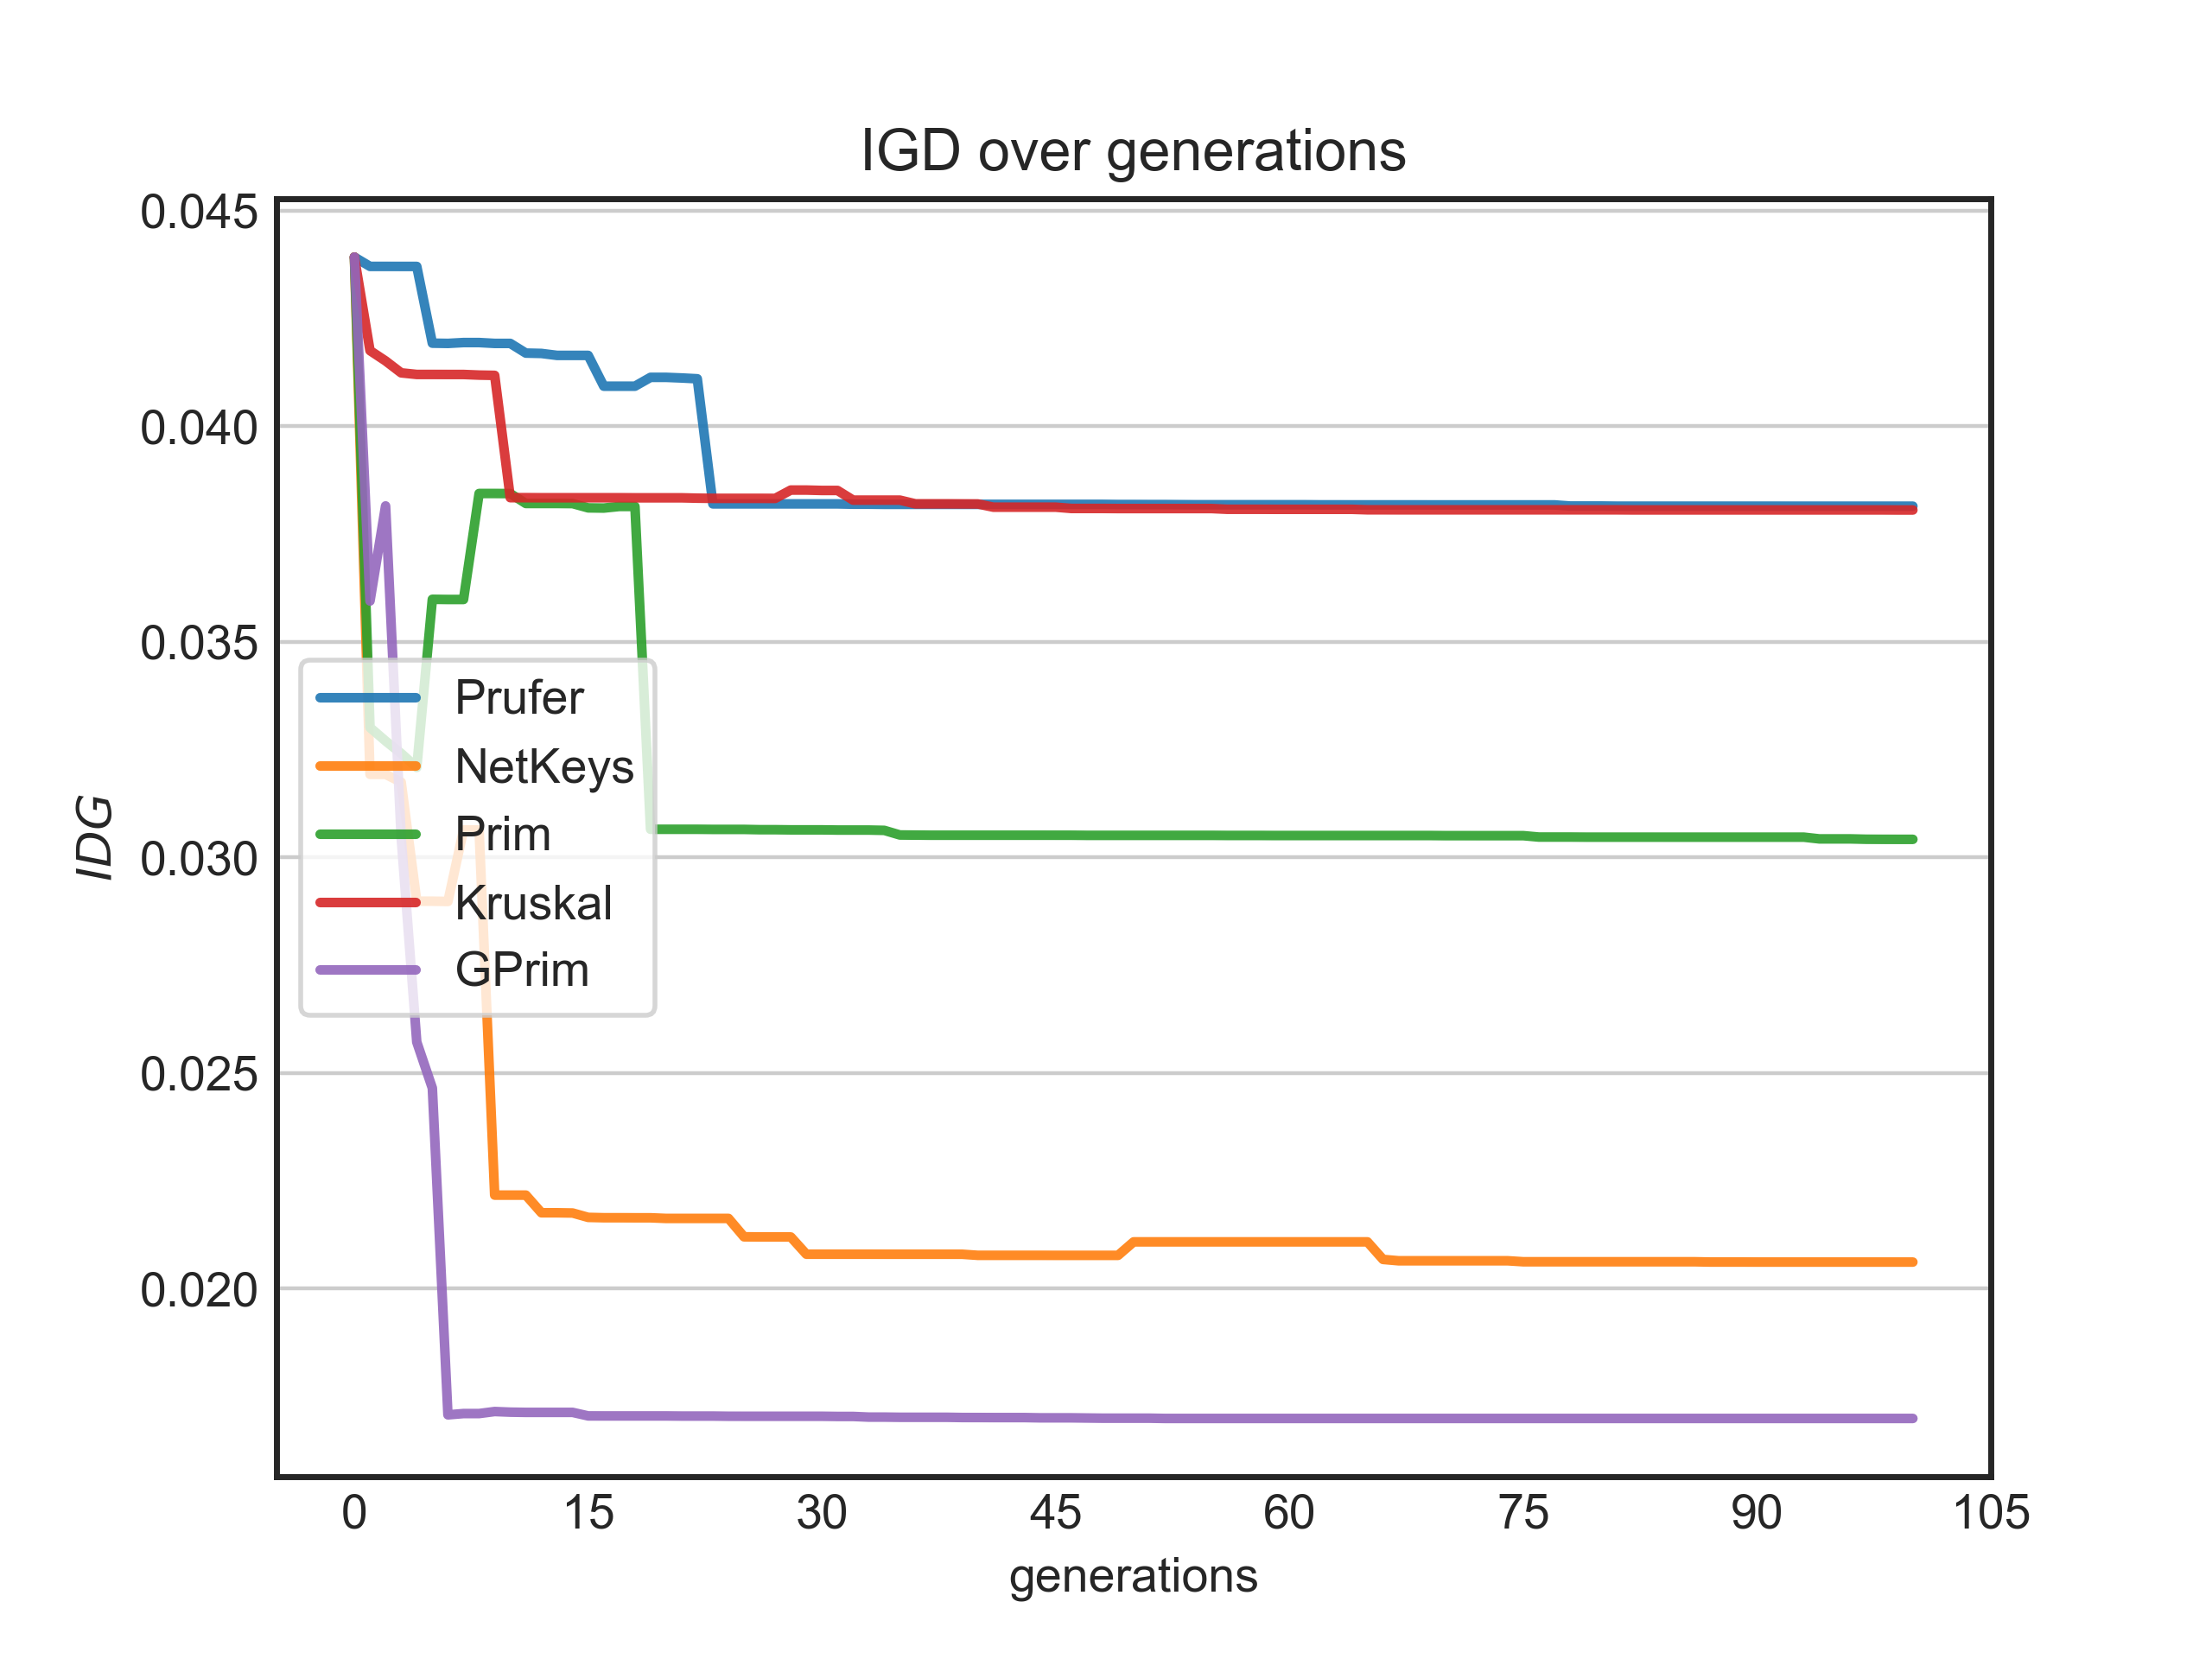 IGD over generations
0.045
0.040
0.035
0.030
0.025
0.020
IDG
Prufer
NetKeys
Prim
Kruskal
GPrim
0 15 30 45 60 75 90 105
generations